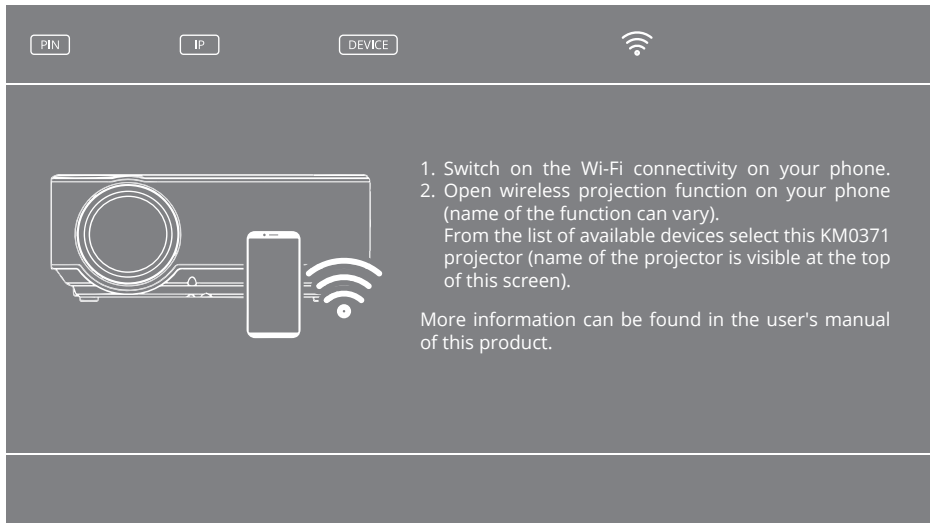 PIN IP DEVICE
1. Switch on the Wi-Fi connectivity on your phone.
2. Open wireless projection function on your phone
(name of the function can vary).
From the list of available devices select this KM0371
projector (name of the projector is visible at the top
of this screen).
More information can be found in the user's manual
of this product.